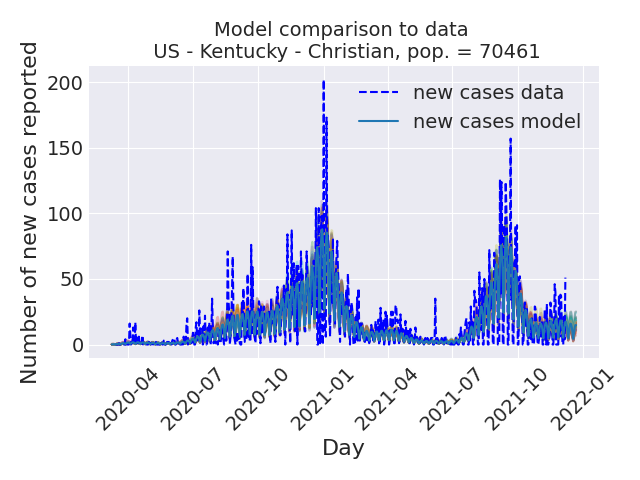 Model comparison to data
US - Kentucky - Christian, pop. = 70461
Number of new cases reported
200
150
100
50
0
new cases data
new cases model
2020-04
2020-07
2020-10
2021-01
2021-04
2021-07
2021-10
2022-01
Day